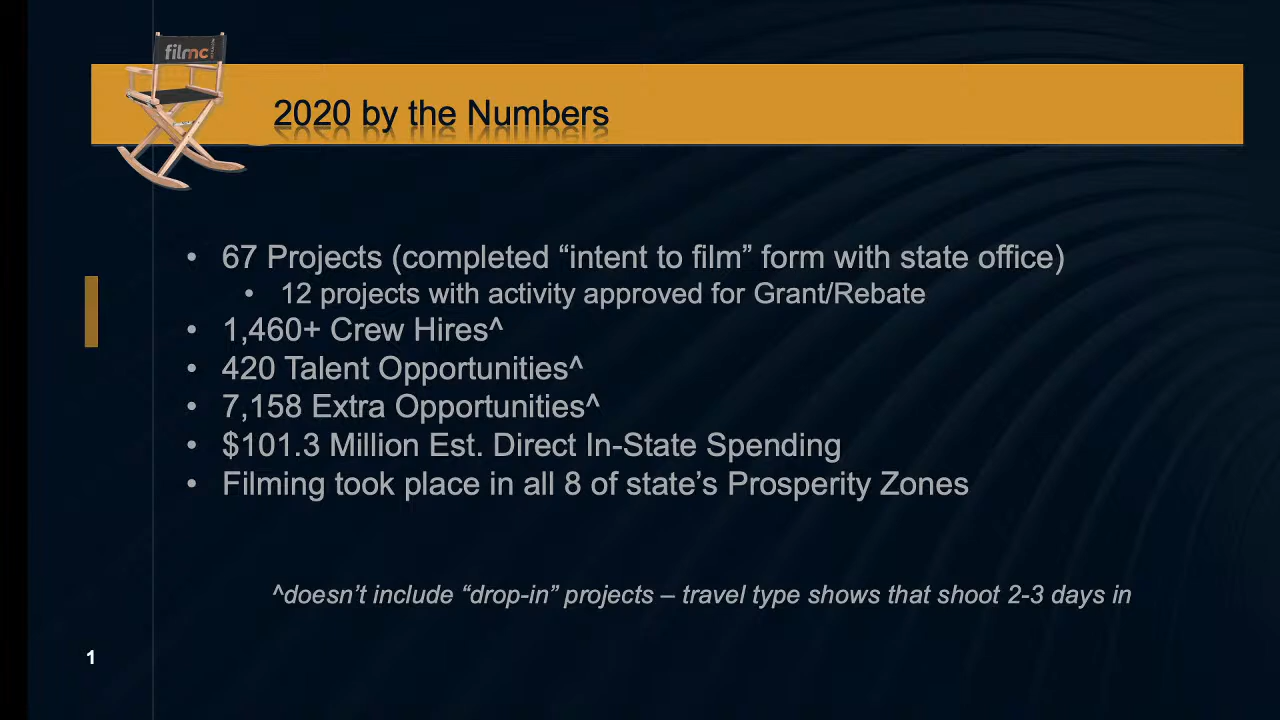 filmnc
2020 by the Numbers
• 67 Projects (completed “intent to film” form with state office)
• 12 projects with activity approved for Grant/Rebate
• 1,460+ Crew Hires^
• 420 Talent Opportunities^
• 7,158 Extra Opportunities^
• $101.3 Million Est. Direct In-State Spending
• Filming took place in all 8 of state’s Prosperity Zones
^doesn’t include “drop-in” projects – travel type shows that shoot 2-3 days in
1